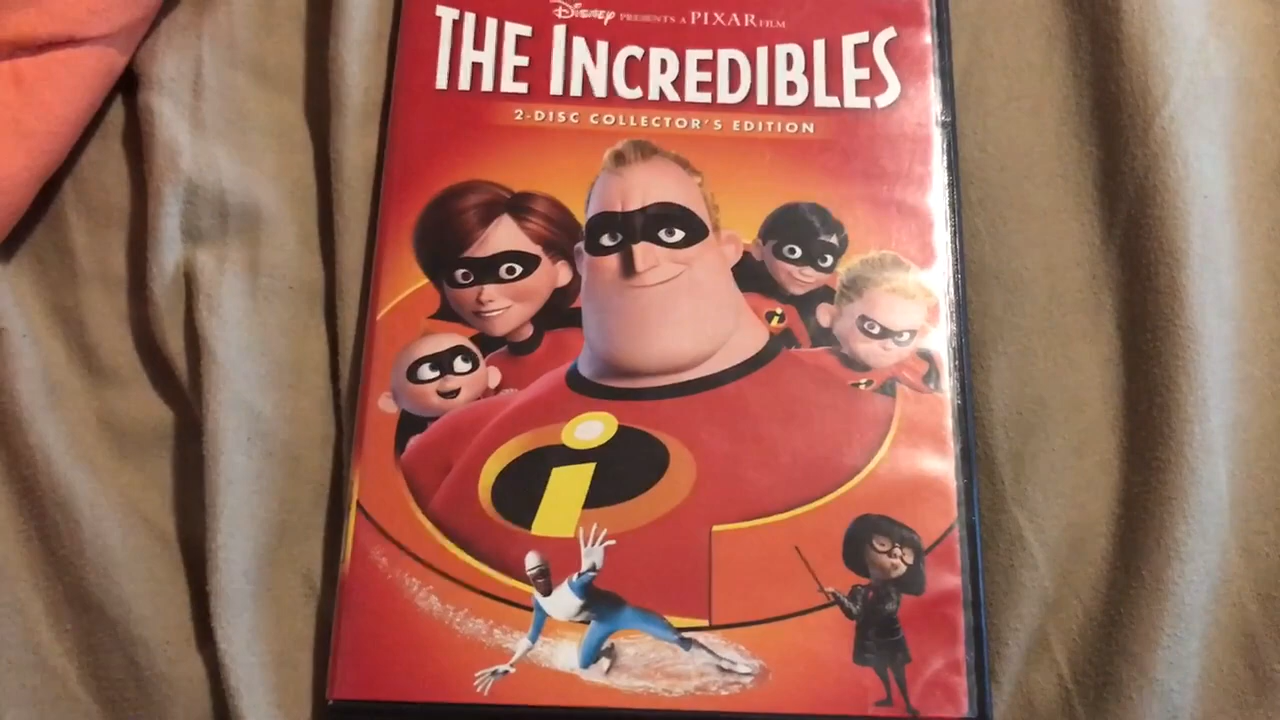 Disney PRESENTS A PIXAR FILM
THE INCREDIBLES
2-DISC COLLECTOR'S EDITION
i